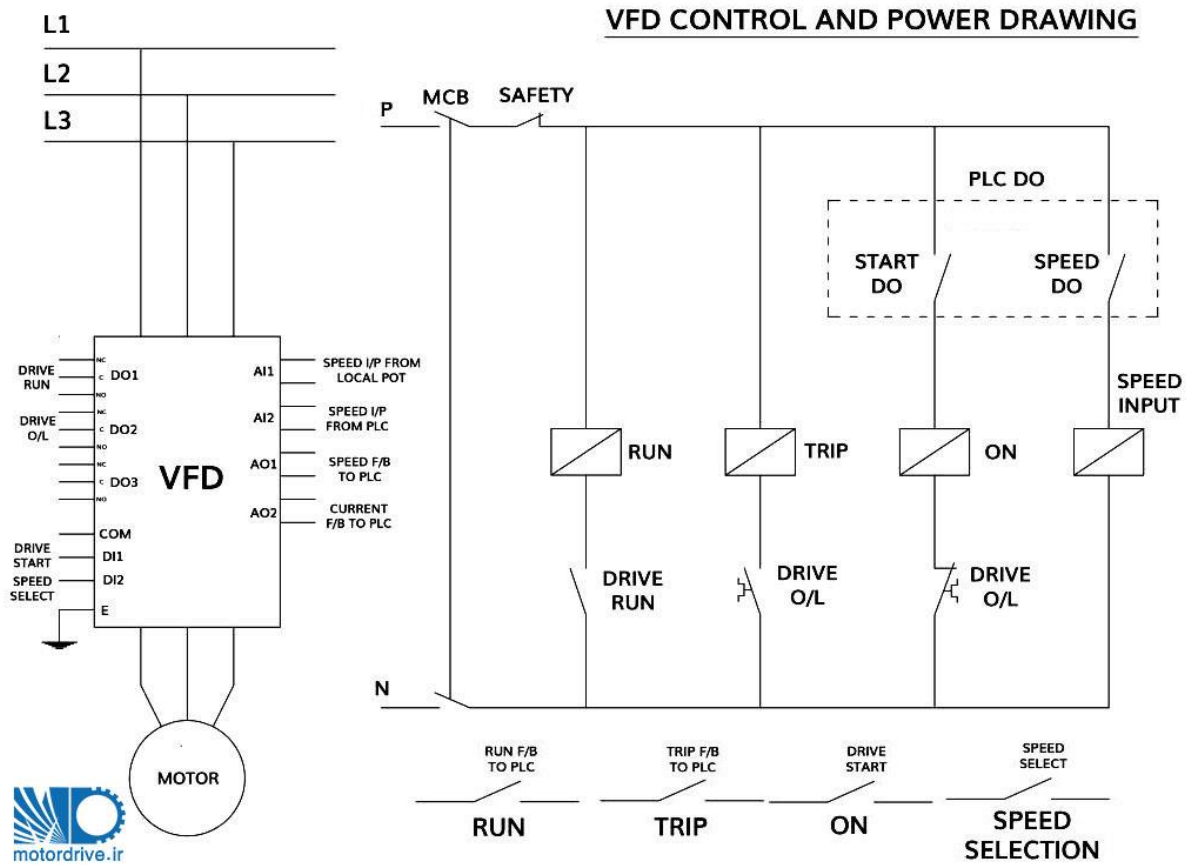 VFD CONTROL AND POWER DRAWING
L1
L2
L3
P
MCB
SAFETY
PLC DO
START
DO
SPEED
DO
SPEED
INPUT
RUN
TRIP
ON
DRIVE
RUN
DRIVE
O/L
DRIVE
O/L
N
DRIVE
RUN
DRIVE
O/L
NC
C DO1
NO
NC
C DO2
NO
NC
C DO3
NO
COM
DRIVE
START
DI1
SPEED
SELECT
DI2
E
VFD
AI1
SPEED I/P FROM
LOCAL POT
AI2
SPEED I/P
FROM PLC
AO1
SPEED F/B
TO PLC
AO2
CURRENT
F/B TO PLC
MOTOR
RUN F/B
TO PLC
RUN
TRIP F/B
TO PLC
TRIP
DRIVE
START
ON
SPEED
SELECT
SPEED
SELECTION
motordrive.ir